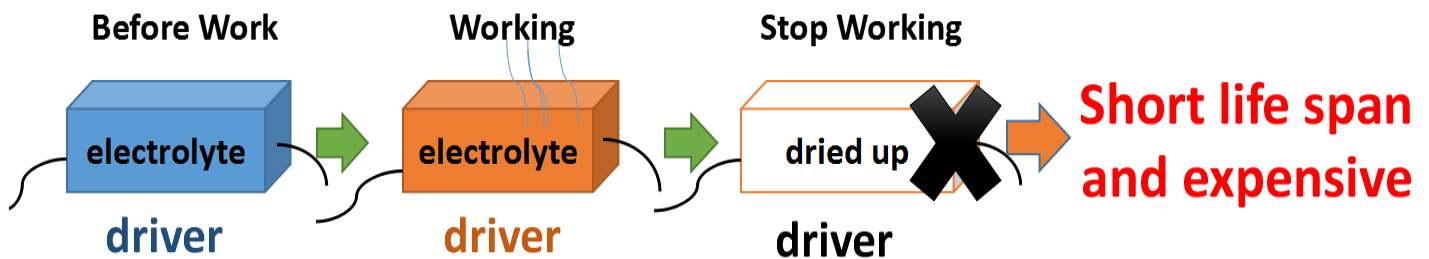 Before Work
Working
Stop Working
electrolyte
electrolyte
dried up
Short life span
and expensive
driver
driver
driver